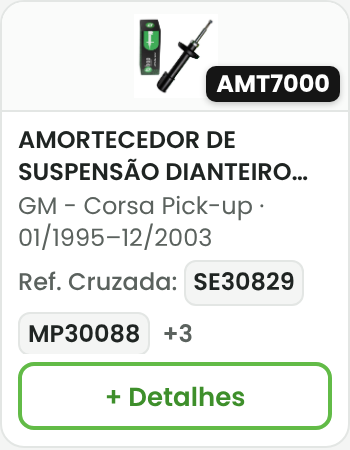 AMT7000
AMORTECEDOR DE
SUSPENSÃO DIANTEIRO…
GM - Corsa Pick-up ·
01/1995–12/2003
Ref. Cruzada: SE30829
MP30088 +3
+ Detalhes